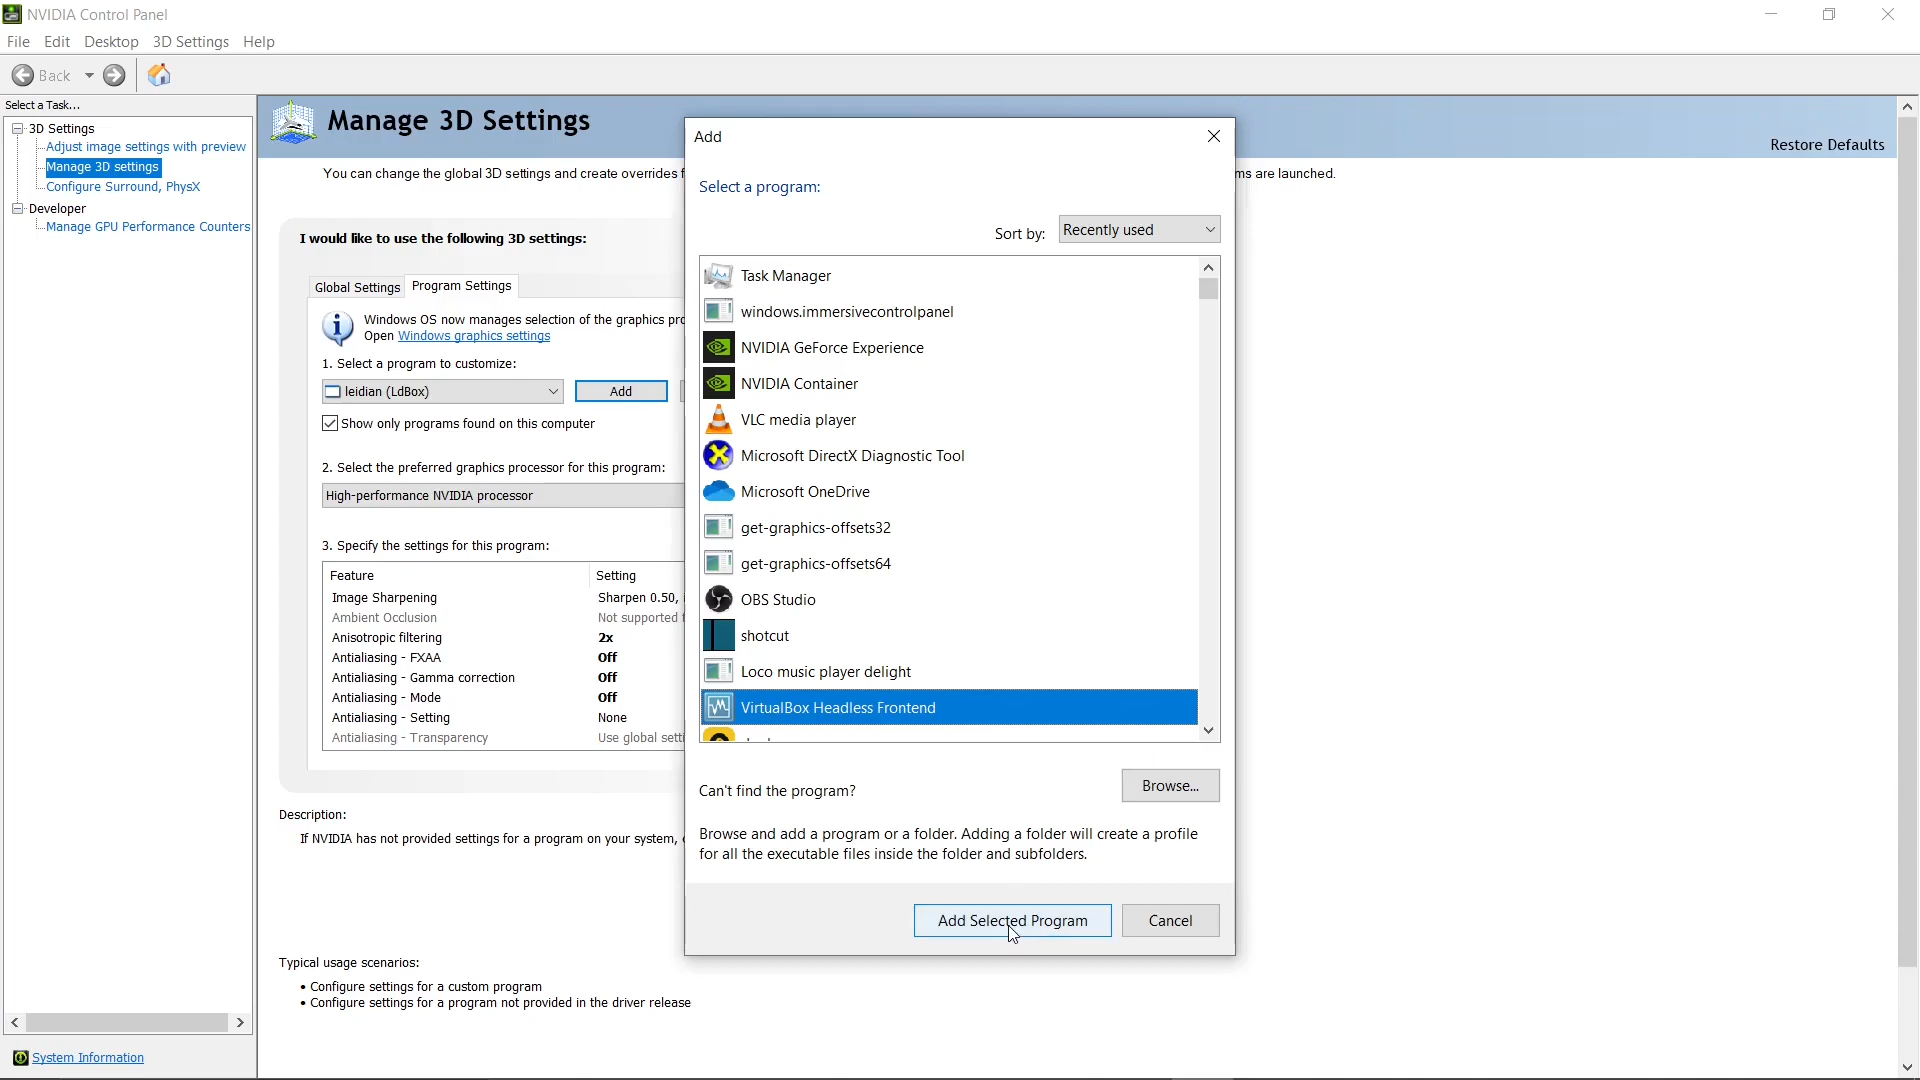 NVIDIA Control Panel
File Edit Desktop 3D Settings Help
Back
Select a Task...
3D Settings
Adjust image settings with preview
Manage 3D settings
Configure Surround, PhysX
Developer
Manage GPU Performance Counters
System Information
Manage 3D Settings
Restore Defaults
You can change the global 3D settings and create overrides f
ms are launched.
I would like to use the following 3D settings:
Global Settings Program Settings
Windows OS now manages selection of the graphics pro
Open Windows graphics settings
1. Select a program to customize:
leidian (LdBox) Add
Show only programs found on this computer
2. Select the preferred graphics processor for this program:
High-performance NVIDIA processor
3. Specify the settings for this program:
Feature Setting
Image Sharpening Sharpen 0.50,
Ambient Occlusion Not supported
Anisotropic filtering 2x
Antialiasing - FXAA Off
Antialiasing - Gamma correction Off
Antialiasing - Mode Off
Antialiasing - Setting None
Antialiasing - Transparency Use global setti
Description:
If NVIDIA has not provided settings for a program on your system,
Typical usage scenarios:
• Configure settings for a custom program
• Configure settings for a program not provided in the driver release
Add
Select a program:
Sort by: Recently used
Task Manager
windows.immersivecontrolpanel
NVIDIA GeForce Experience
NVIDIA Container
VLC media player
Microsoft DirectX Diagnostic Tool
Microsoft OneDrive
get-graphics-offsets32
get-graphics-offsets64
OBS Studio
shotcut
Loco music player delight
VirtualBox Headless Frontend
Can't find the program? Browse...
Browse and add a program or a folder. Adding a folder will create a profile
for all the executable files inside the folder and subfolders.
Add Selected Program Cancel